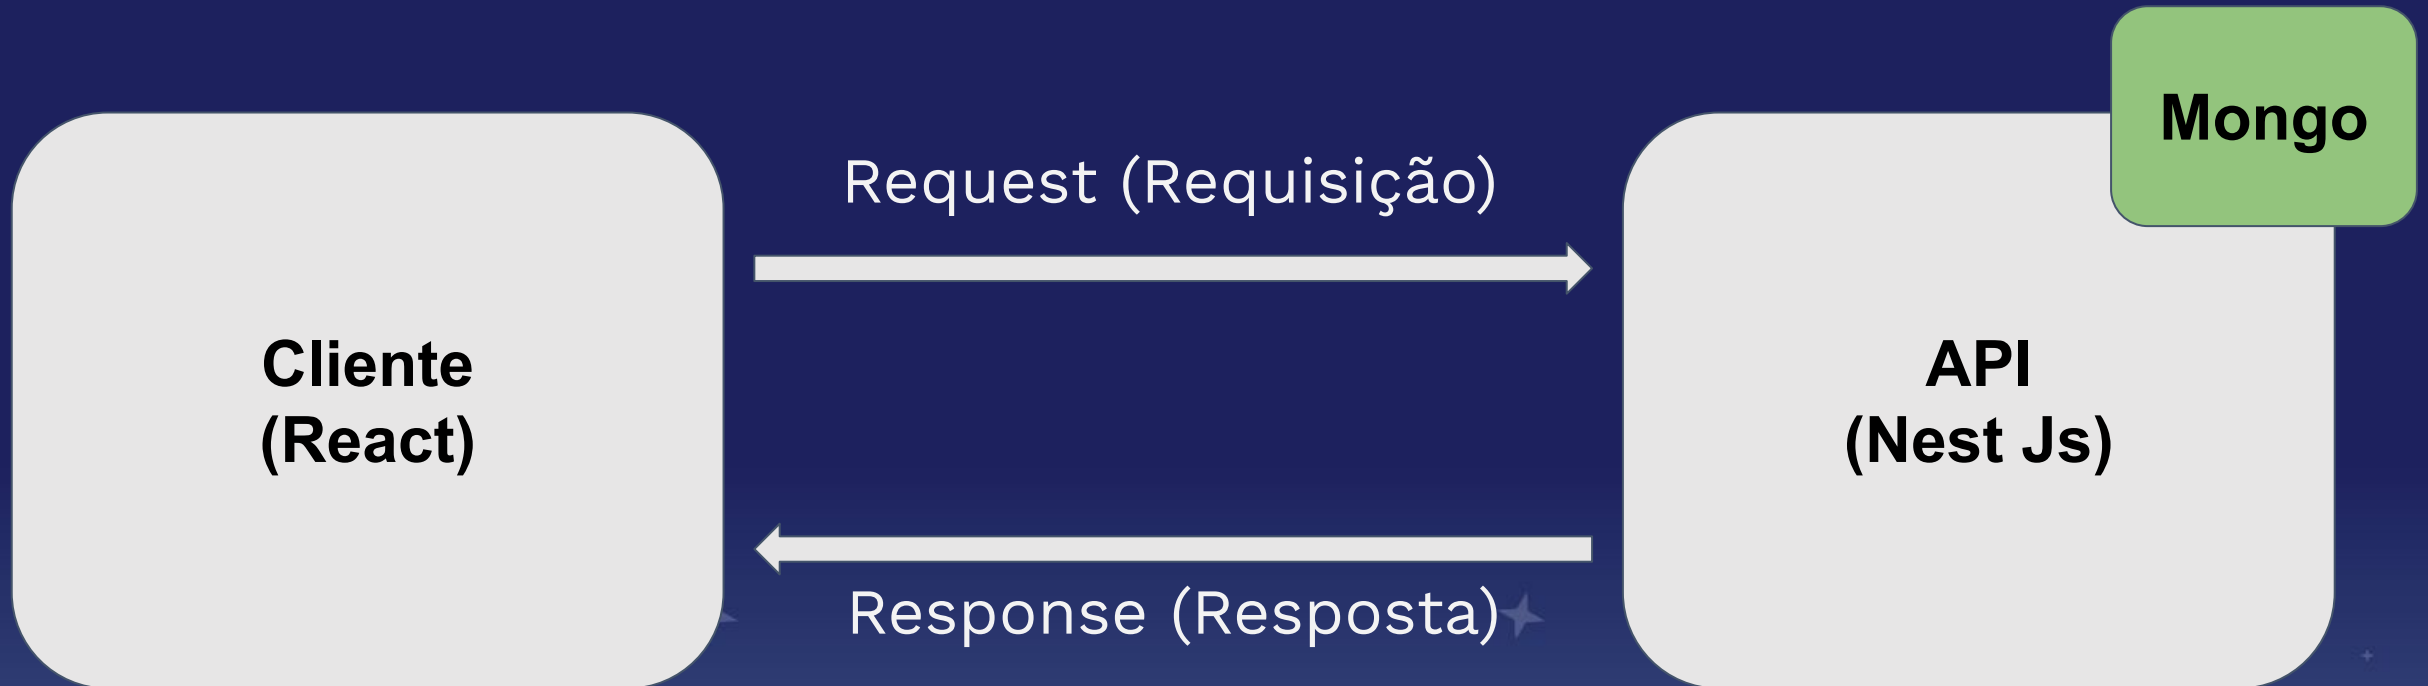 Mongo
Request (Requisição)
Cliente
(React)
API
(Nest Js)
Response (Resposta)